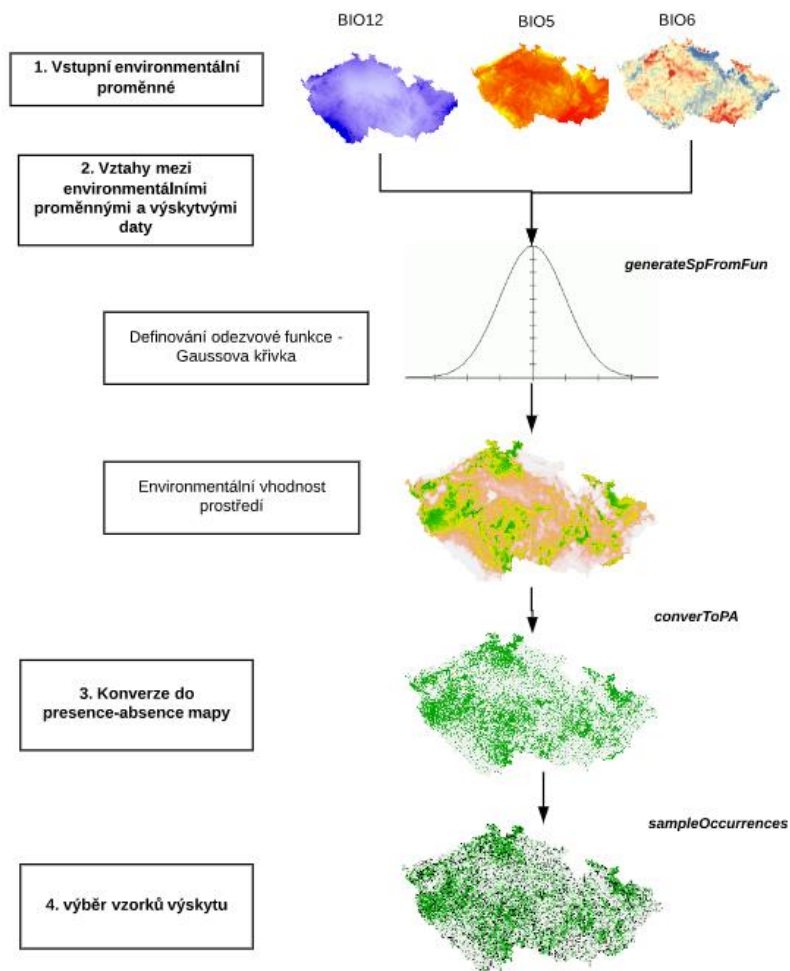 BIO12
BIO5
BIO6
1. Vstupní environmentální
proměnné
2. Vztahy mezi
environmentálními
proměnnými a výskytvými
daty
generateSpFromFun
Definování odezvové funkce -
Gaussova křivka
Environmentální vhodnost
prostředí
converToPA
3. Konverze do
presence-absence mapy
sampleOccurrences
4. výběr vzorků výskytu